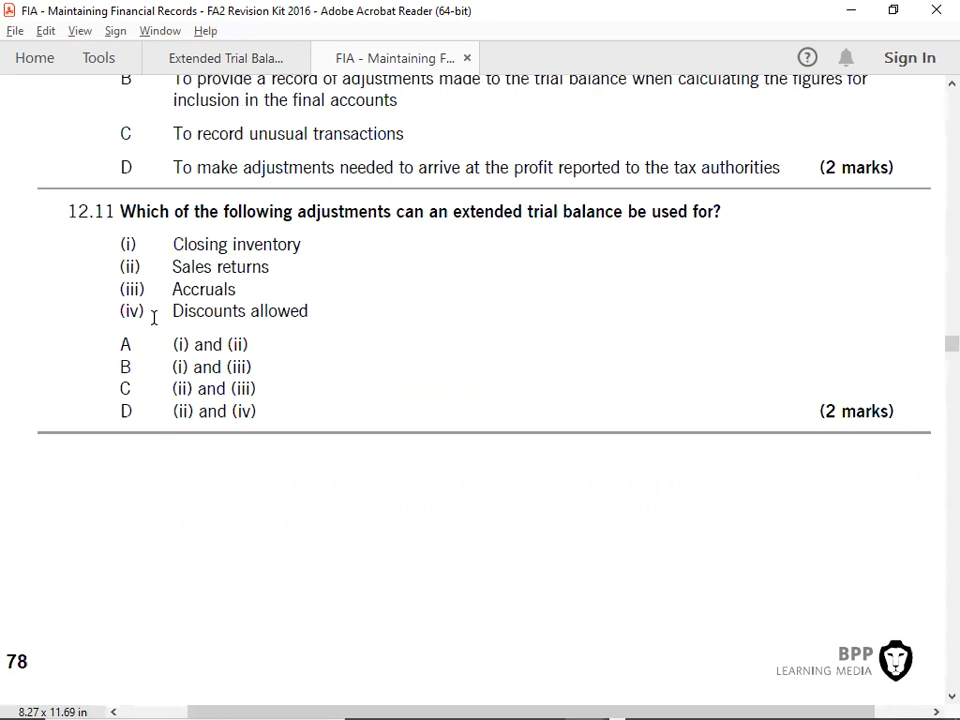 FIA - Maintaining Financial Records - FA2 Revision Kit 2016 - Adobe Acrobat Reader (64-bit)
File Edit View Sign Window Help
Home Tools Extended Trial Bala... FIA - Maintaining F... × ? Sign In
B To provide a record of adjustments made to the trial balance when calculating the figures for
inclusion in the final accounts
C To record unusual transactions
D To make adjustments needed to arrive at the profit reported to the tax authorities (2 marks)
12.11 Which of the following adjustments can an extended trial balance be used for?
(i) Closing inventory
(ii) Sales returns
(iii) Accruals
(iv) Discounts allowed
A (i) and (ii)
B (i) and (iii)
C (ii) and (iii)
D (ii) and (iv) (2 marks)
78
BPP
LEARNING MEDIA
8.27 x 11.69 in